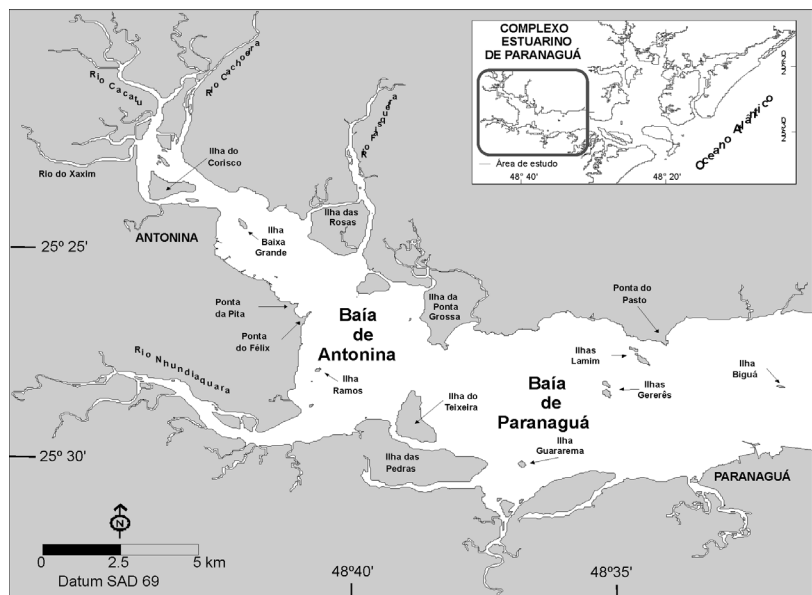 COMPLEXO
ESTUARINO
DE PARANAGUÁ
Oceano Atlântico
Área de estudo
48° 40'
48° 20'
Rio Cacatu
Rio Cachoeira
Rio Faisqueira
Rio do Xaxim
Ilha do
Corisco
ANTONINA
Ilha
Baixa
Grande
Ilha das
Rosas
25º 25'
Ponta
da Pita
Ponta
do Félix
Baía
de
Antonina
Ilha da
Ponta
Grossa
Ponta do
Pasto
Rio Nhundiaquara
Ilha
Ramos
Ilha do
Teixeira
Baía
de
Paranaguá
Ilhas
Lamim
Ilhas
Gererês
Ilha
Biguá
25º 30'
Ilha das
Pedras
Ilha
Guararema
PARANAGUÁ
N
0 2.5 5 km
Datum SAD 69
48º40'
48º35'